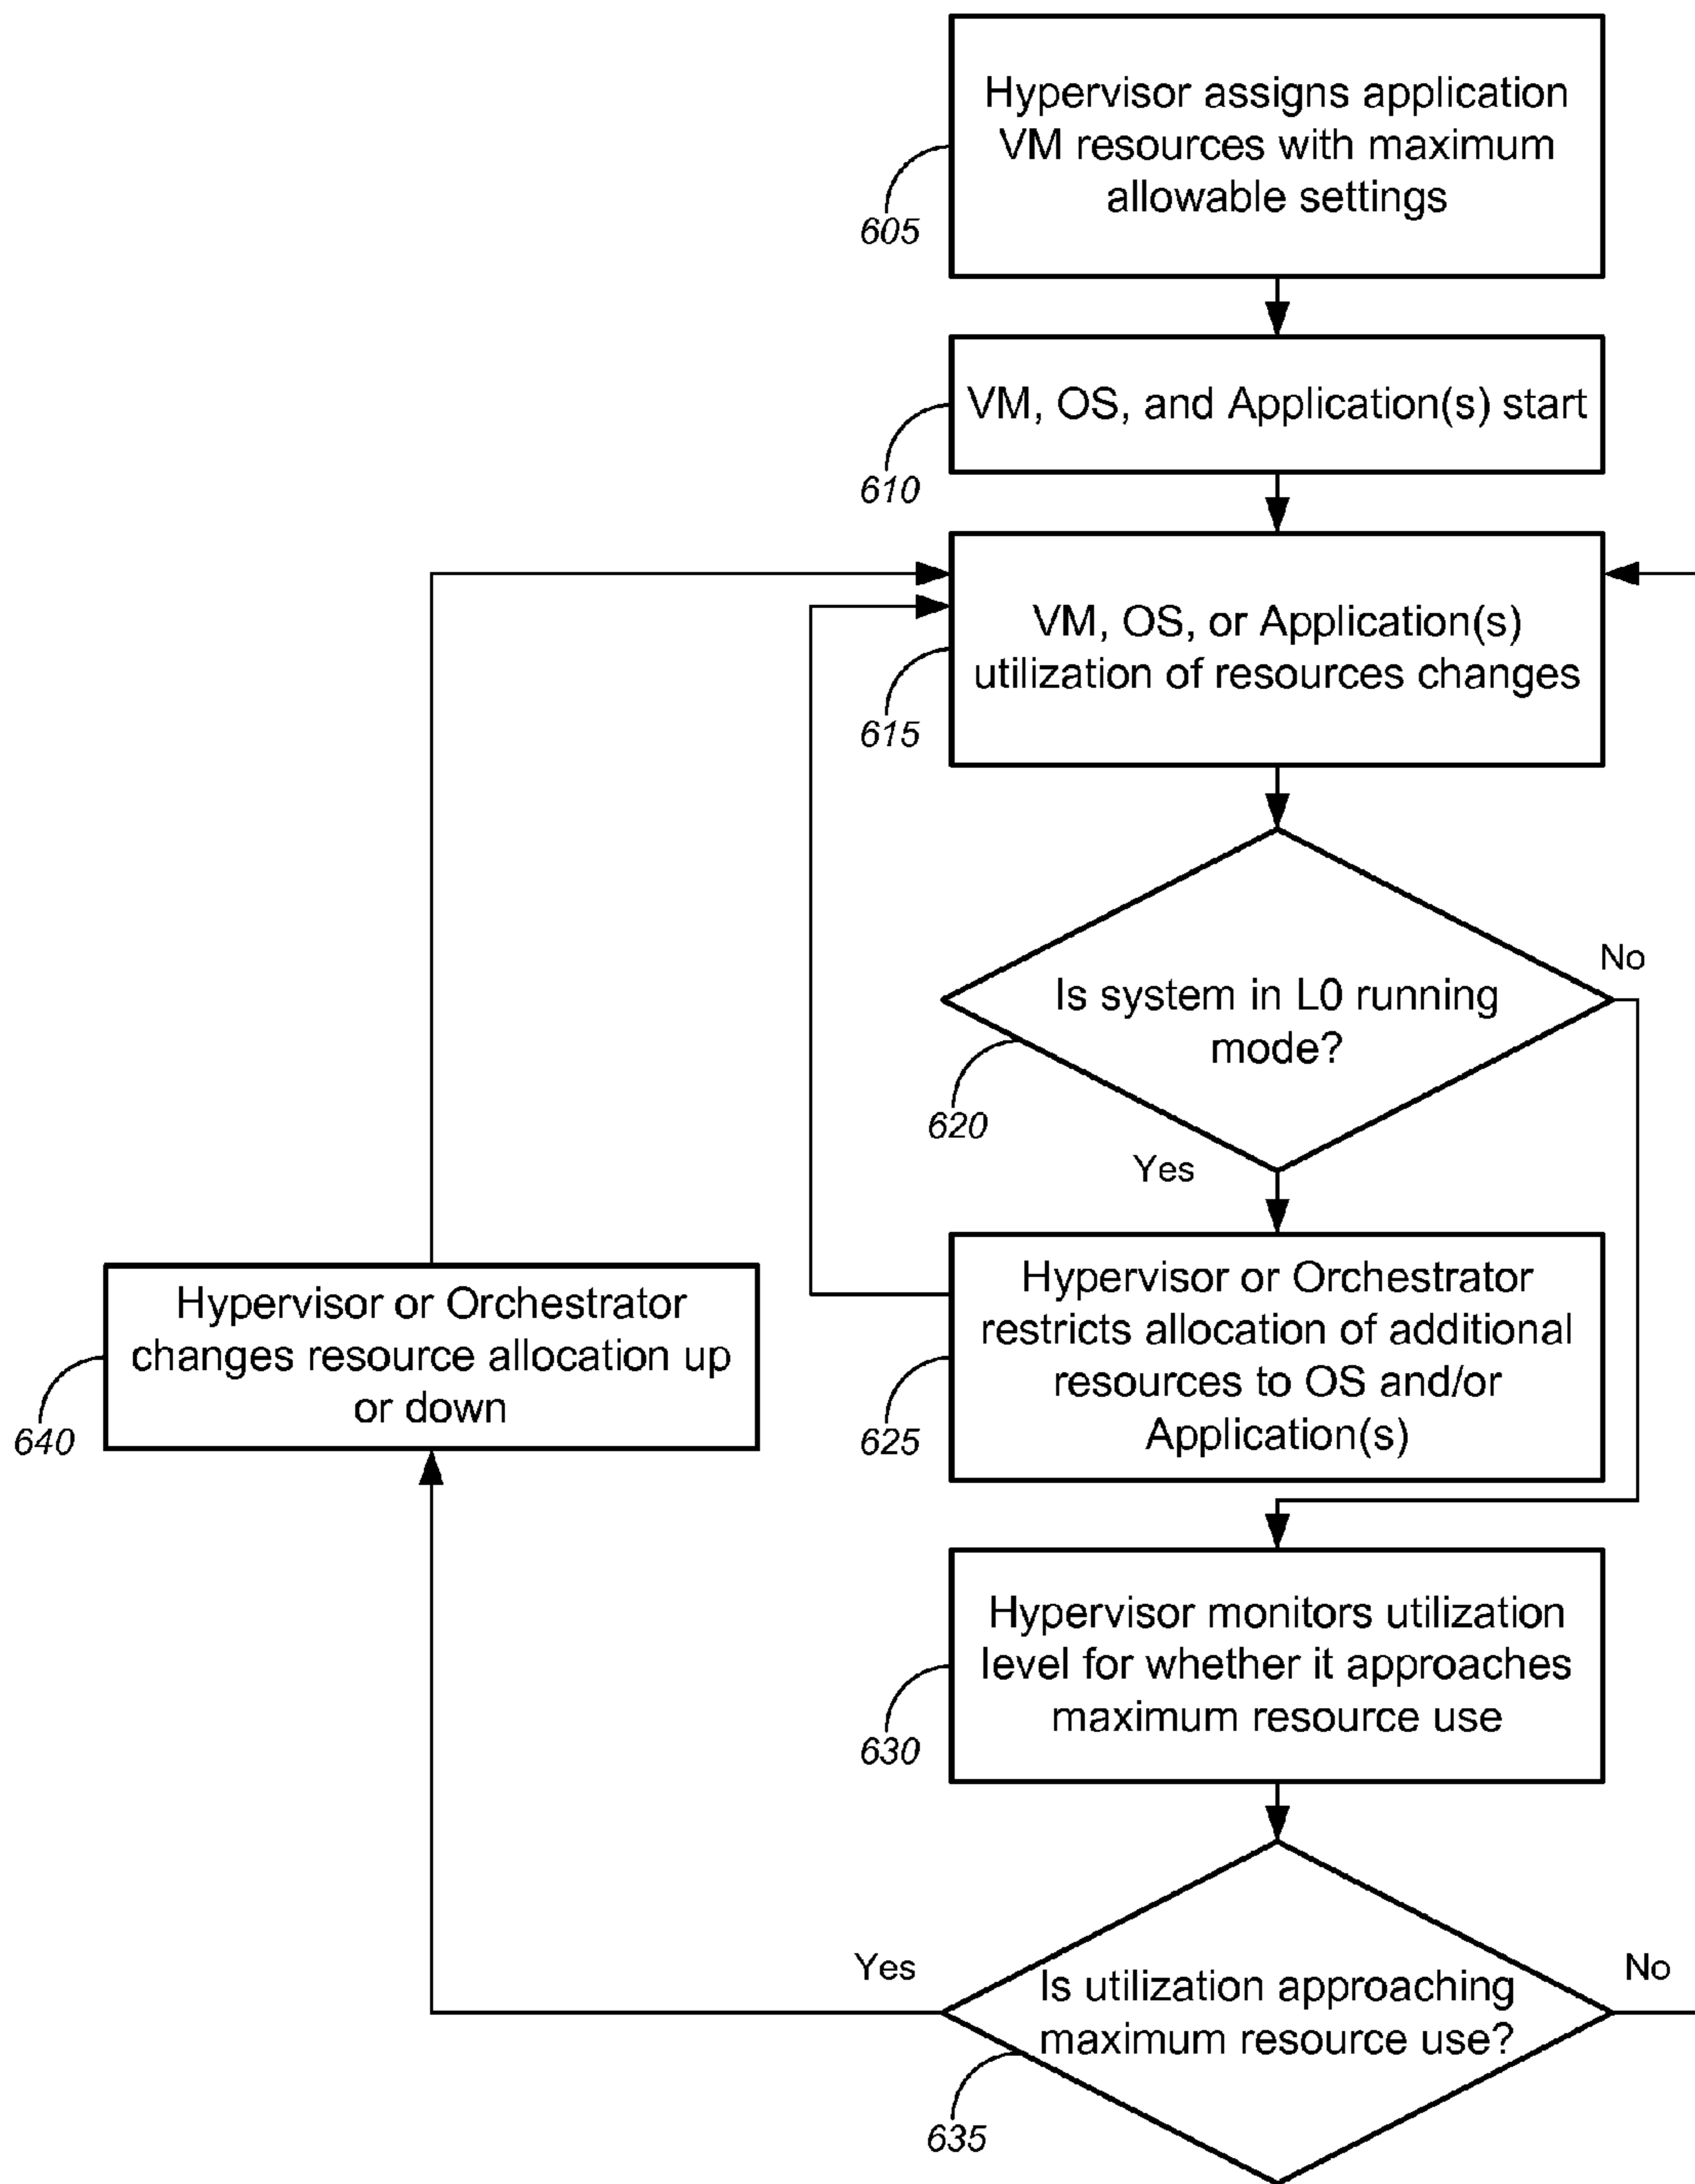 Hypervisor assigns application
VM resources with maximum
allowable settings
605
VM, OS, and Application(s) start
610
VM, OS, or Application(s)
utilization of resources changes
615
Is system in L0 running
mode?
No
620
Yes
Hypervisor or Orchestrator
restricts allocation of additional
resources to OS and/or
Application(s)
625
Hypervisor or Orchestrator
changes resource allocation up
or down
640
Hypervisor monitors utilization
level for whether it approaches
maximum resource use
630
Yes
Is utilization approaching
maximum resource use?
No
635